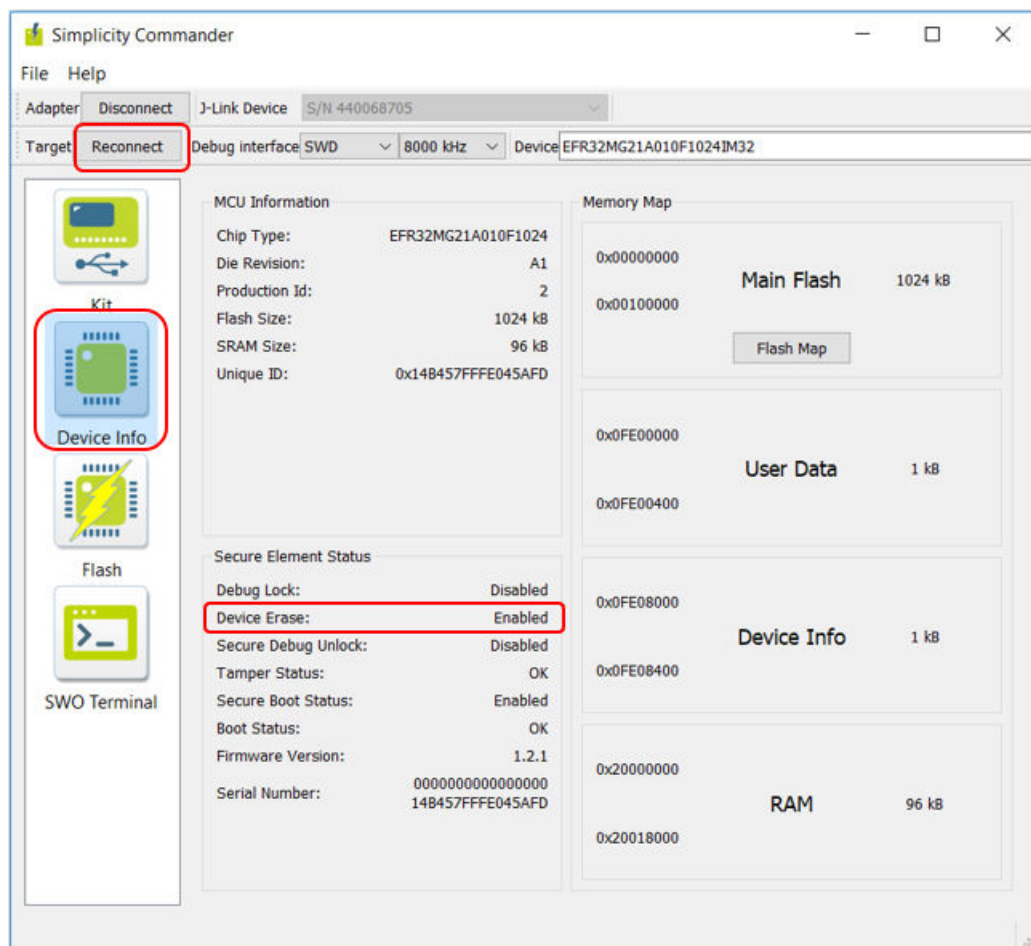 Simplicity Commander
File Help
Adapter Disconnect J-Link Device S/N 440068705
Target Reconnect Debug interface SWD 8000 kHz Device EFR32MG21A010F1024IM32
Kit
Device Info
Flash
SWO Terminal
MCU Information
Chip Type: EFR32MG21A010F1024
Die Revision: A1
Production Id: 2
Flash Size: 1024 kB
SRAM Size: 96 kB
Unique ID: 0x14B457FFFE045AFD
Secure Element Status
Debug Lock: Disabled
Device Erase: Enabled
Secure Debug Unlock: Disabled
Tamper Status: OK
Secure Boot Status: Enabled
Boot Status: OK
Firmware Version: 1.2.1
Serial Number: 0000000000000000
14B457FFFE045AFD
Memory Map
0x00000000
Main Flash 1024 kB
0x00100000
Flash Map
0x0FE00000
User Data 1 kB
0x0FE00400
0x0FE08000
Device Info 1 kB
0x0FE08400
0x20000000
RAM 96 kB
0x20018000